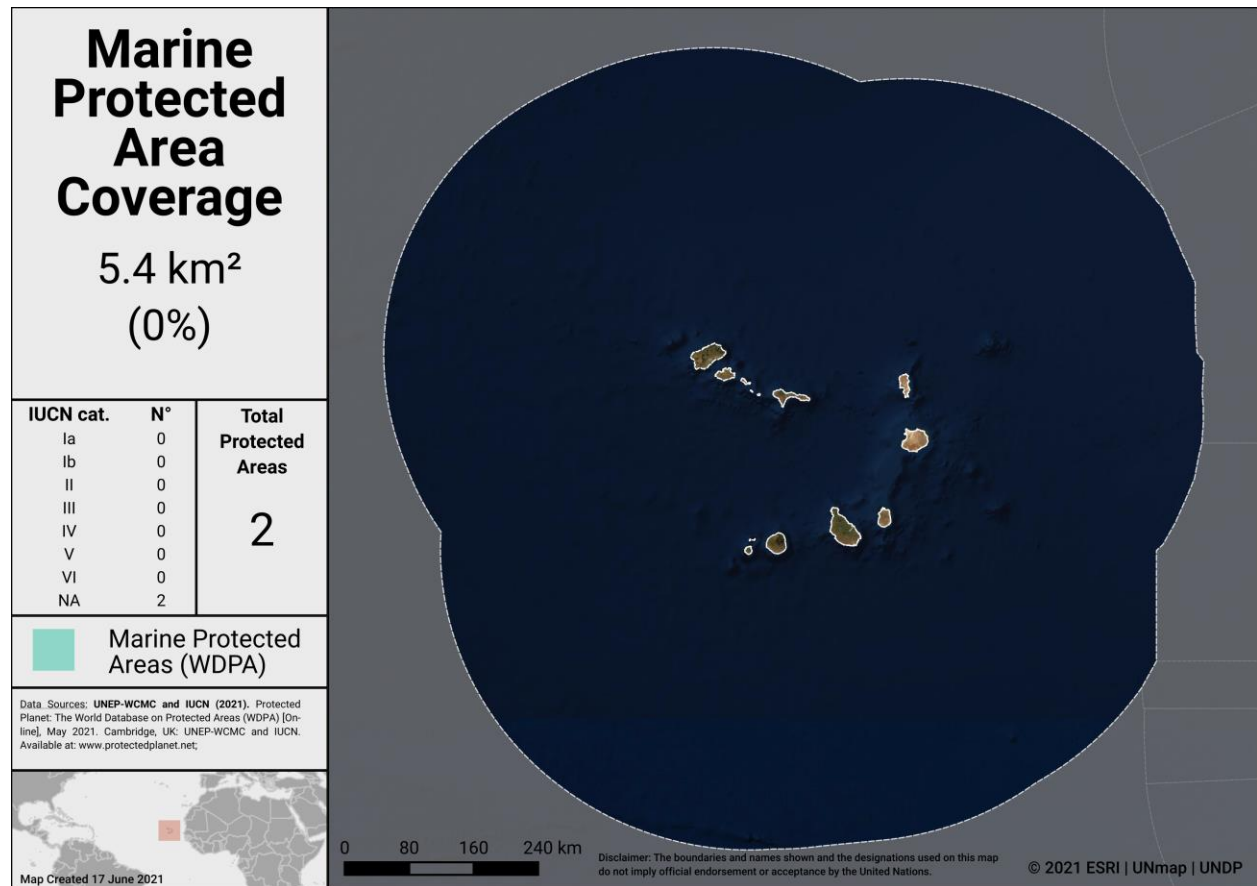 Marine
Protected
Area
Coverage
5.4 km²
(0%)
IUCN cat. N°
Ia 0
Ib 0
II 0
III 0
IV 0
V 0
VI 0
NA 2
Total
Protected
Areas
2
Marine Protected
Areas (WDPA)
Data Sources: UNEP-WCMC and IUCN (2021). Protected
Planet: The World Database on Protected Areas (WDPA) [On-
line], May 2021. Cambridge, UK: UNEP-WCMC and IUCN.
Available at: www.protectedplanet.net;
Map Created 17 June 2021
0 80 160 240 km
Disclaimer: The boundaries and names shown and the designations used on this map
do not imply official endorsement or acceptance by the United Nations.
© 2021 ESRI | UNmap | UNDP